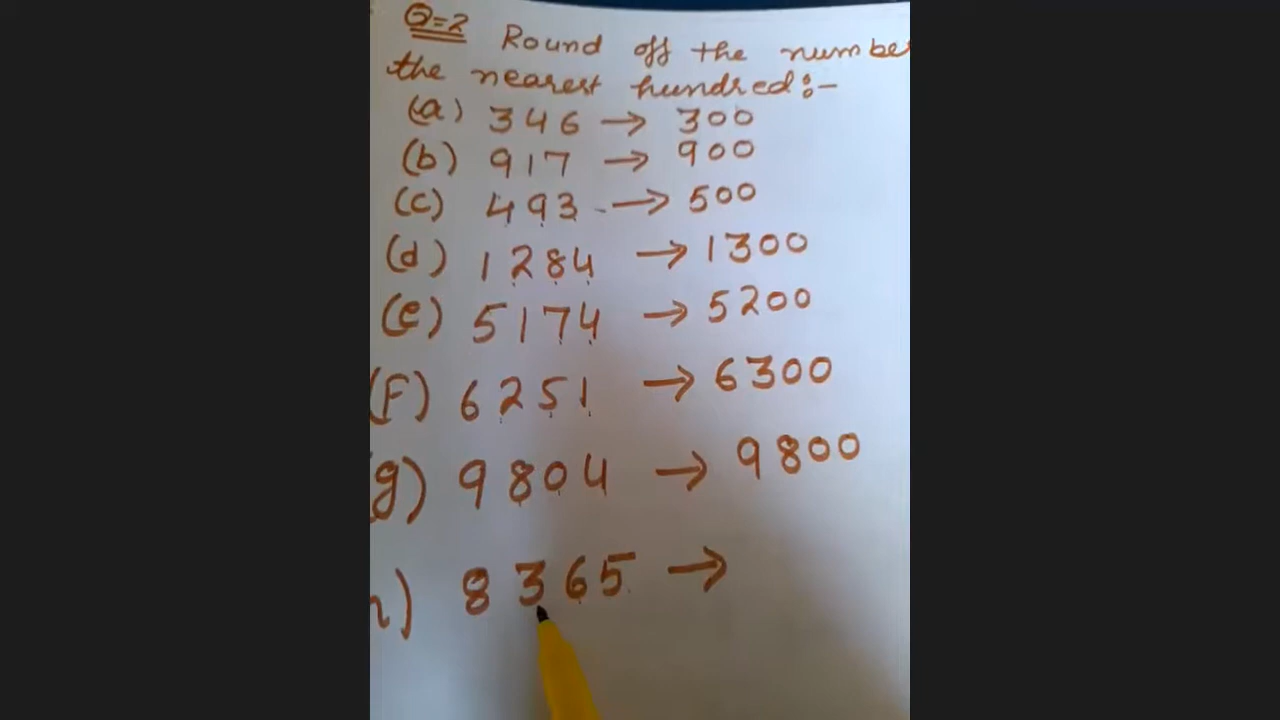 Q=2 Round off the number
the nearest hundred:-
(a) 346 → 300
(b) 917 → 900
(c) 493 → 500
(d) 1284 → 1300
(e) 5174 → 5200
(F) 6251 → 6300
g) 9804 → 9800
) 8365 →